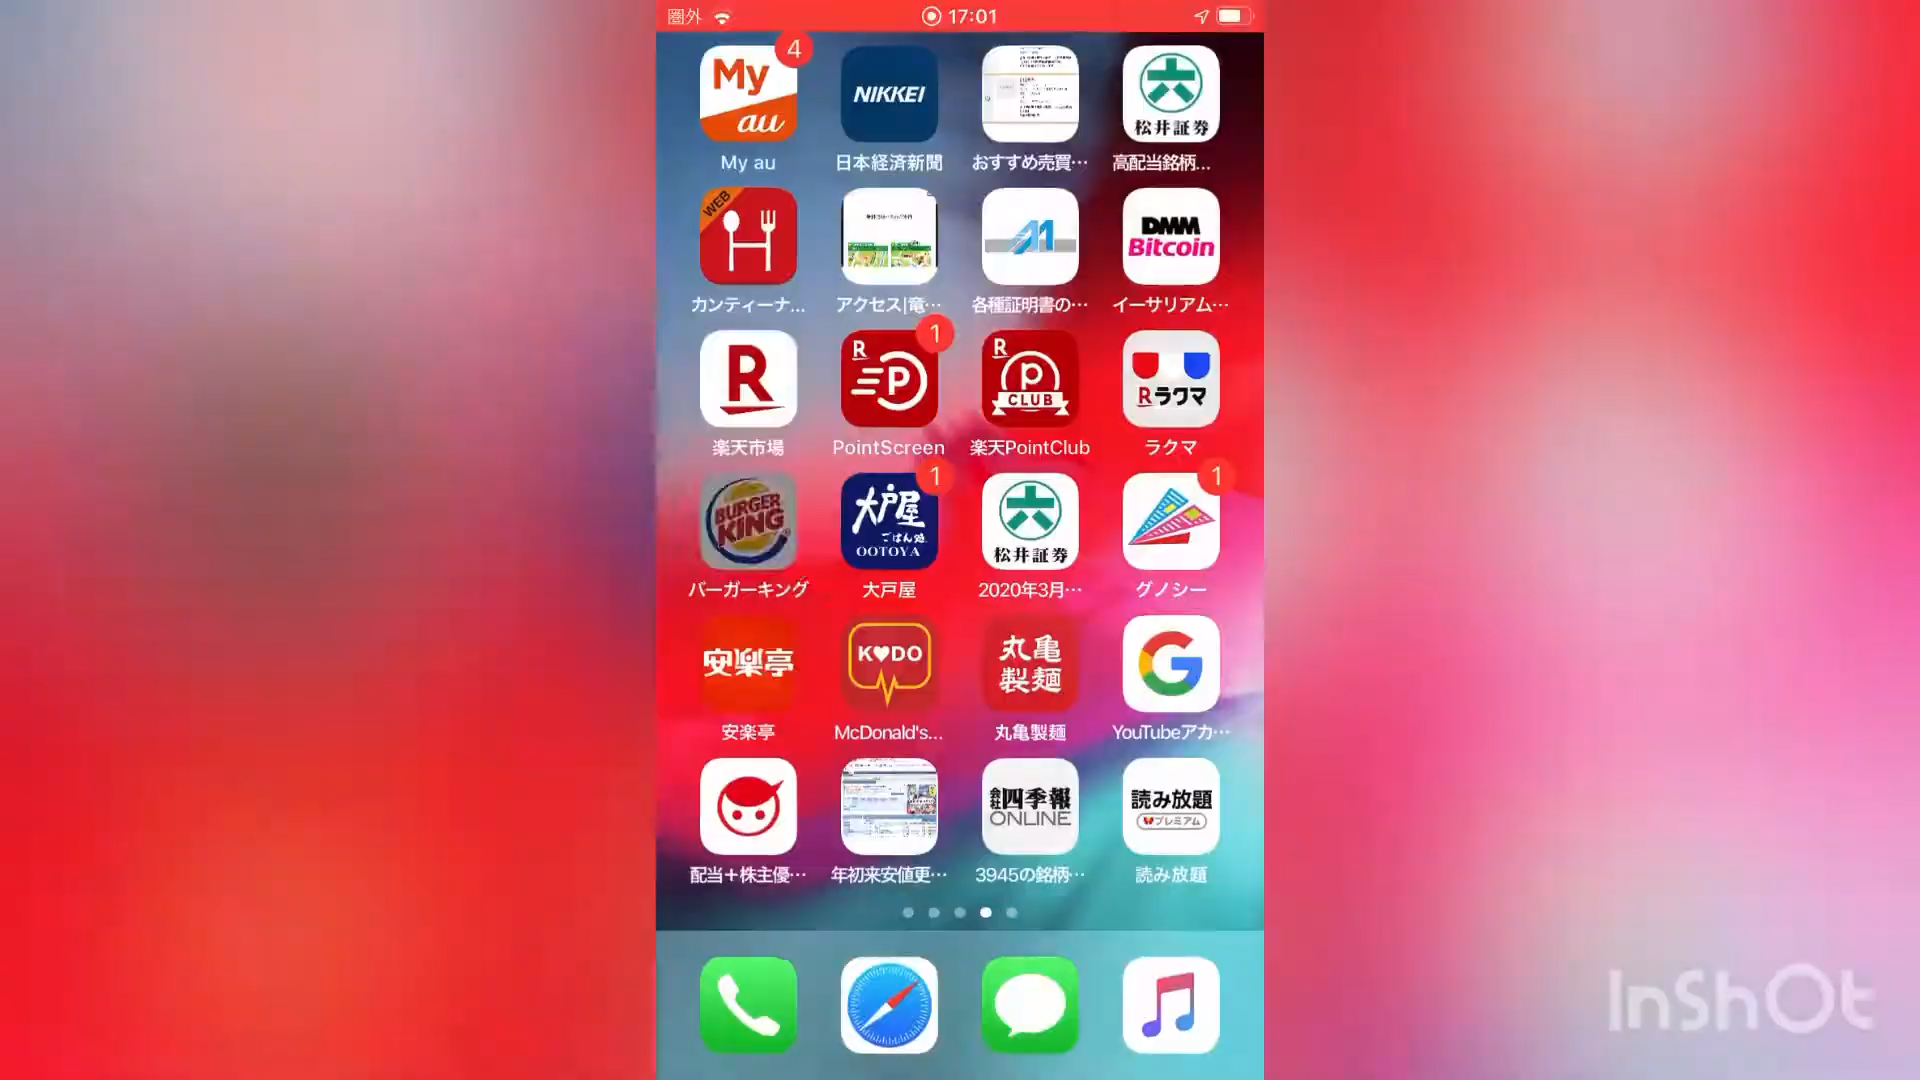 圏外 17:01
My au 4
NIKKEI
松井証券
My au 日本経済新聞 おすすめ売買… 高配当銘柄...
WEB
A1
DMM Bitcoin
カンティーナ... アクセス|竜… 各種証明書の… イーサリアム…
R
R P 1
R P CLUB
Rラクマ
楽天市場 PointScreen 楽天PointClub ラクマ
BURGER KING
大戸屋 ごはん処 OOTOYA 1
松井証券
1
バーガーキング 大戸屋 2020年3月… グノシー
安楽亭
K♥DO
丸亀製麺
G
安楽亭 McDonald's... 丸亀製麺 YouTubeアカ…
会社四季報 ONLINE
読み放題 プレミアム
配当＋株主優… 年初来安値更… 3945の銘柄… 読み放題
InShOt